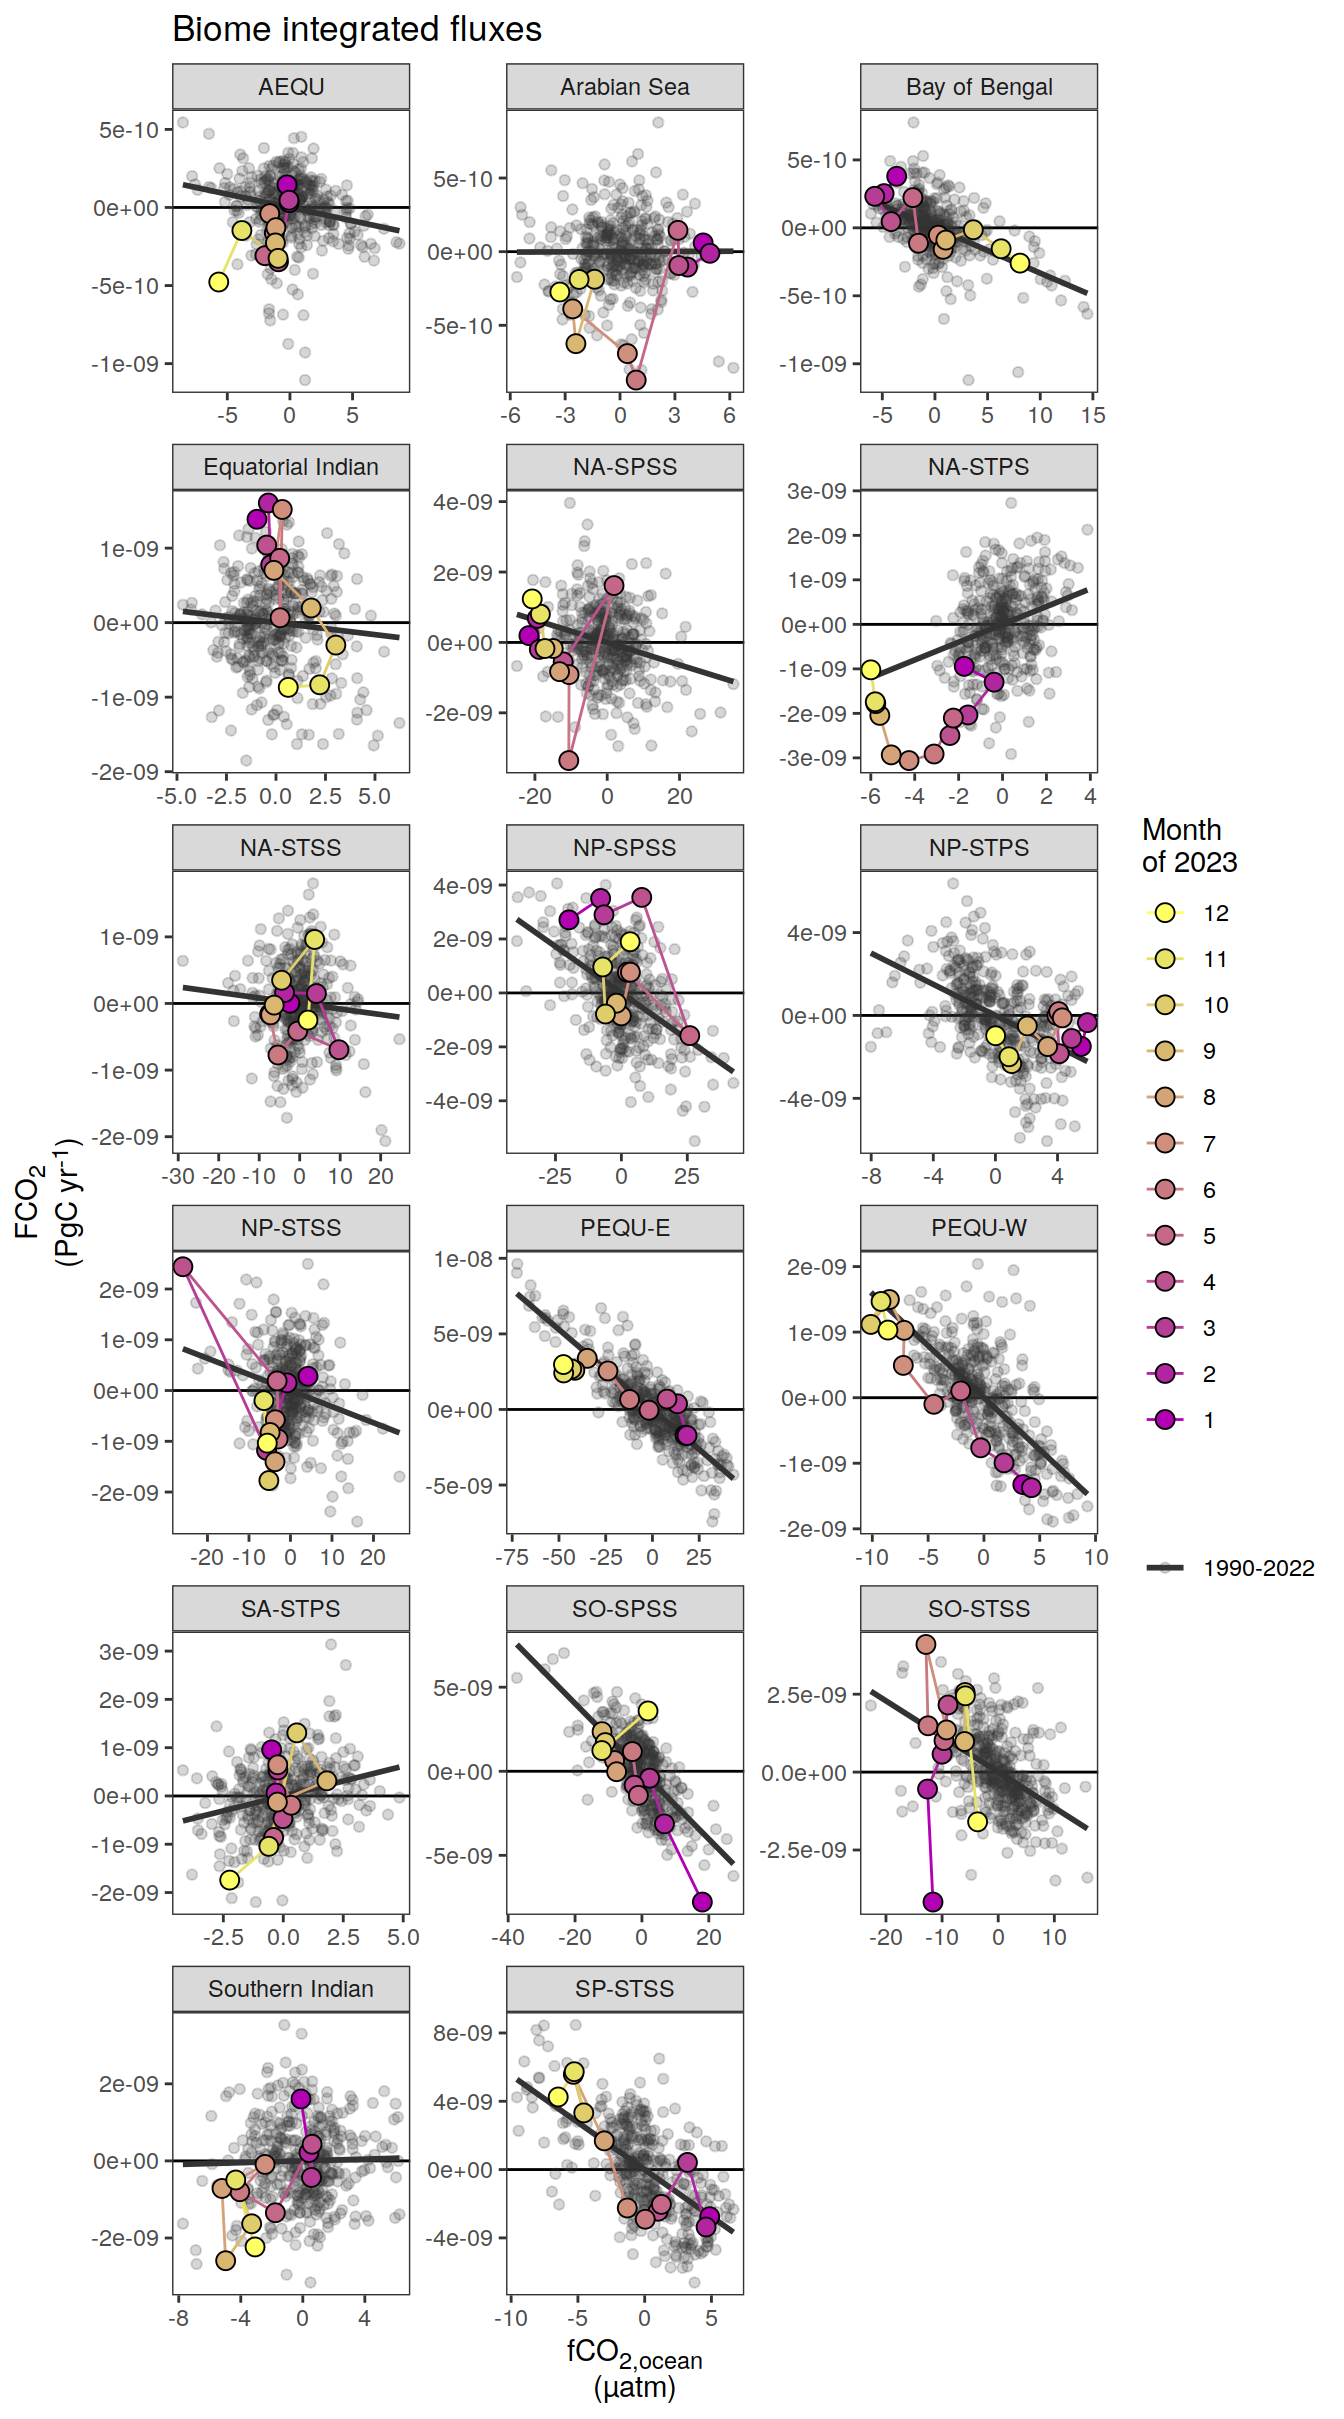 Biome integrated fluxes
AEQU Arabian Sea Bay of Bengal
5e-10 0e+00 -5e-10 -1e-09
-5 0 5
5e-10 0e+00 -5e-10
-6 -3 0 3 6
5e-10 0e+00 -5e-10 -1e-09
-5 0 5 10 15
Equatorial Indian NA-SPSS NA-STPS
1e-09 0e+00 -1e-09 -2e-09
-5.0 -2.5 0.0 2.5 5.0
4e-09 2e-09 0e+00 -2e-09
-20 0 20
3e-09 2e-09 1e-09 0e+00 -1e-09 -2e-09 -3e-09
-6 -4 -2 0 2 4
NA-STSS NP-SPSS NP-STPS
1e-09 0e+00 -1e-09 -2e-09
-30 -20 -10 0 10 20
4e-09 2e-09 0e+00 -2e-09 -4e-09
-25 0 25
4e-09 0e+00 -4e-09
-8 -4 0 4
NP-STSS PEQU-E PEQU-W
2e-09 1e-09 0e+00 -1e-09 -2e-09
-20 -10 0 10 20
1e-08 5e-09 0e+00 -5e-09
-75 -50 -25 0 25
2e-09 1e-09 0e+00 -1e-09 -2e-09
-10 -5 0 5 10
SA-STPS SO-SPSS SO-STSS
3e-09 2e-09 1e-09 0e+00 -1e-09 -2e-09
-2.5 0.0 2.5 5.0
5e-09 0e+00 -5e-09
-40 -20 0 20
2.5e-09 0.0e+00 -2.5e-09
-20 -10 0 10
Southern Indian SP-STSS
2e-09 0e+00 -2e-09
-8 -4 0 4
8e-09 4e-09 0e+00 -4e-09
-10 -5 0 5
FCO₂
(PgC yr⁻¹)
fCO₂,ocean
(µatm)
Month
of 2023
12
11
10
9
8
7
6
5
4
3
2
1
1990-2022